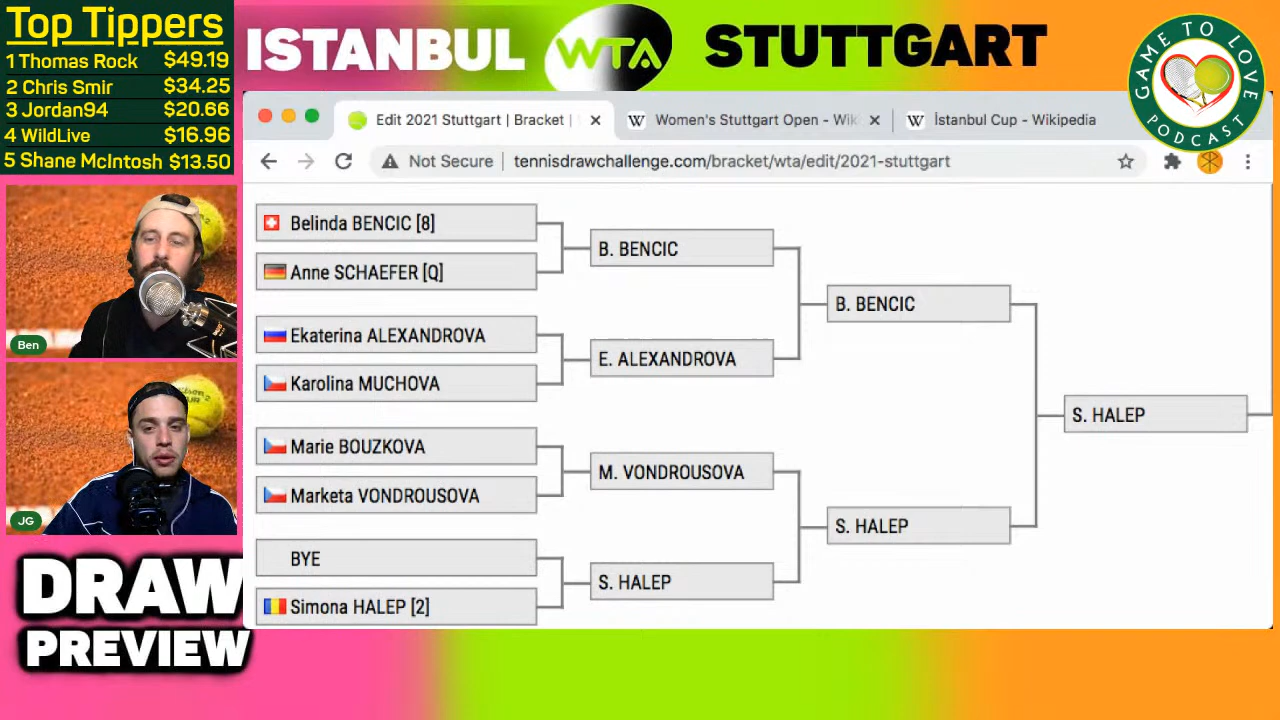 Top Tippers
1 Thomas Rock $49.19
2 Chris Smir $34.25
3 Jordan94 $20.66
4 WildLive $16.96
5 Shane McIntosh $13.50
ISTANBUL WTA STUTTGART
GAME TO LOVE
PODCAST
Edit 2021 Stuttgart | Bracket |
Women's Stuttgart Open - Wik
İstanbul Cup - Wikipedia
Not Secure
tennisdrawchallenge.com/bracket/wta/edit/2021-stuttgart
Belinda BENCIC [8]
Anne SCHAEFER [Q]
Ekaterina ALEXANDROVA
Karolina MUCHOVA
Marie BOUZKOVA
Marketa VONDROUSOVA
BYE
Simona HALEP [2]
B. BENCIC
E. ALEXANDROVA
M. VONDROUSOVA
S. HALEP
B. BENCIC
S. HALEP
S. HALEP
Ben
JG
DRAW
PREVIEW